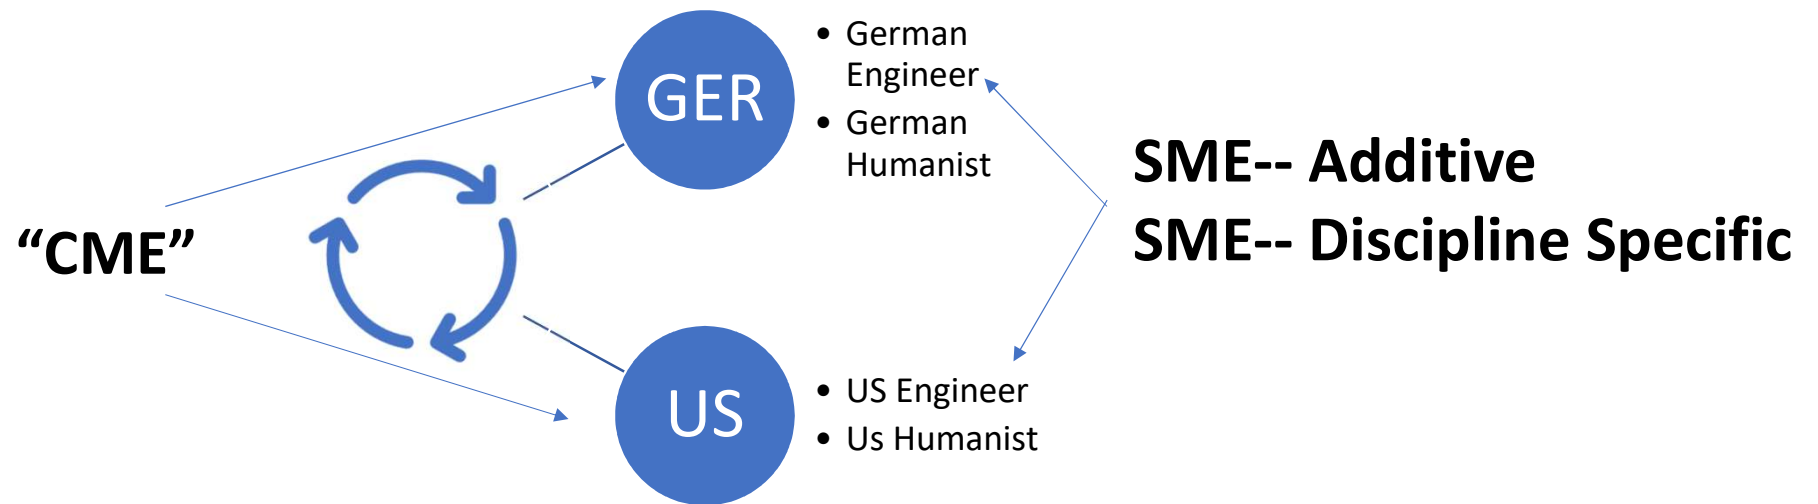 “CME”
GER
• German
Engineer
• German
Humanist
US
• US Engineer
• Us Humanist
SME-- Additive
SME-- Discipline Specific